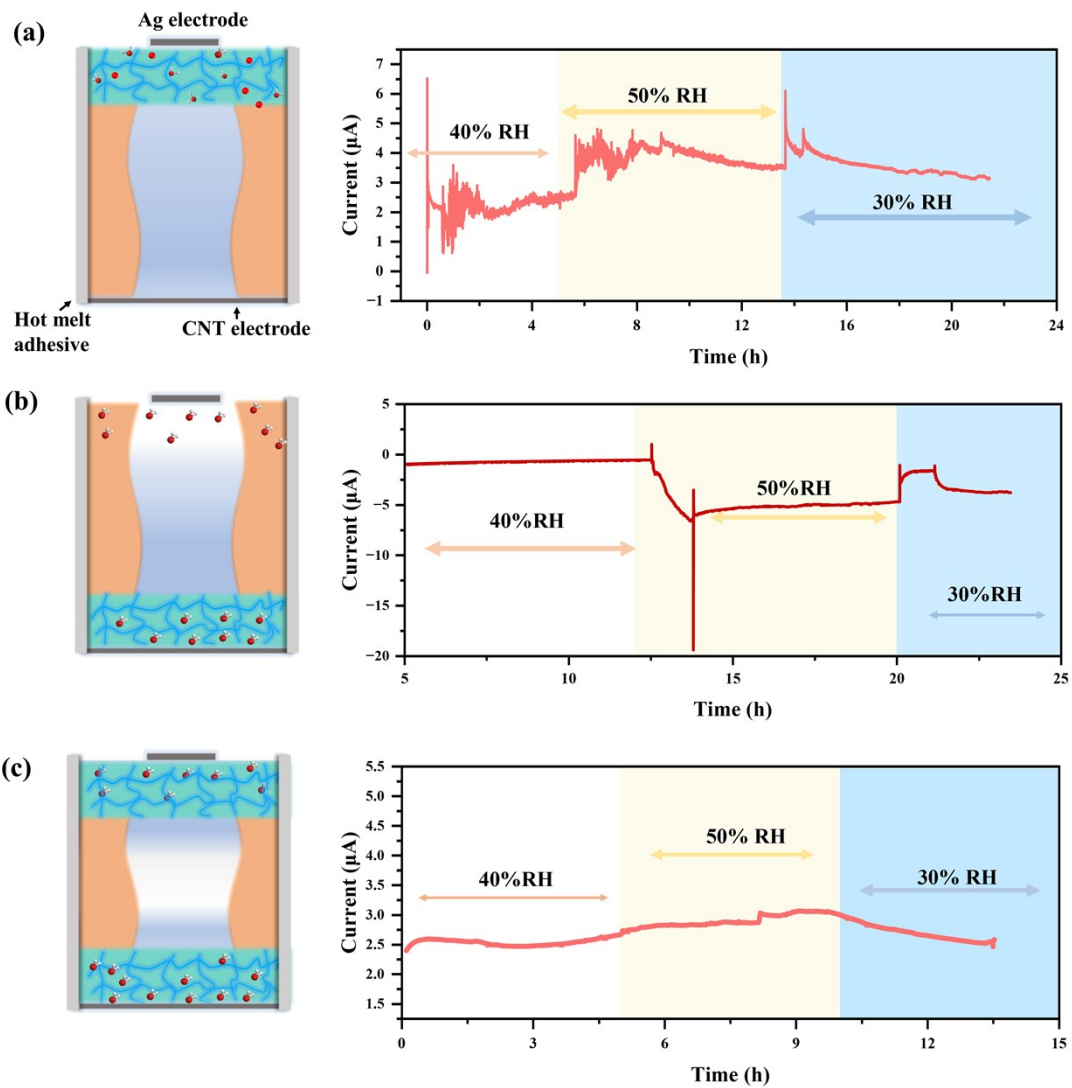 (a)
Ag electrode
Hot melt
adhesive
CNT electrode
Current (μA)
7
6
5
4
3
2
1
0
−1
40% RH
50% RH
30% RH
0
4
8
12
16
20
24
Time (h)
(b)
Current (μA)
5
0
−5
−10
−15
−20
40%RH
50%RH
30%RH
5
10
15
20
25
Time (h)
(c)
Current (μA)
5.5
5.0
4.5
4.0
3.5
3.0
2.5
2.0
1.5
40%RH
50% RH
30% RH
0
3
6
9
12
15
Time (h)